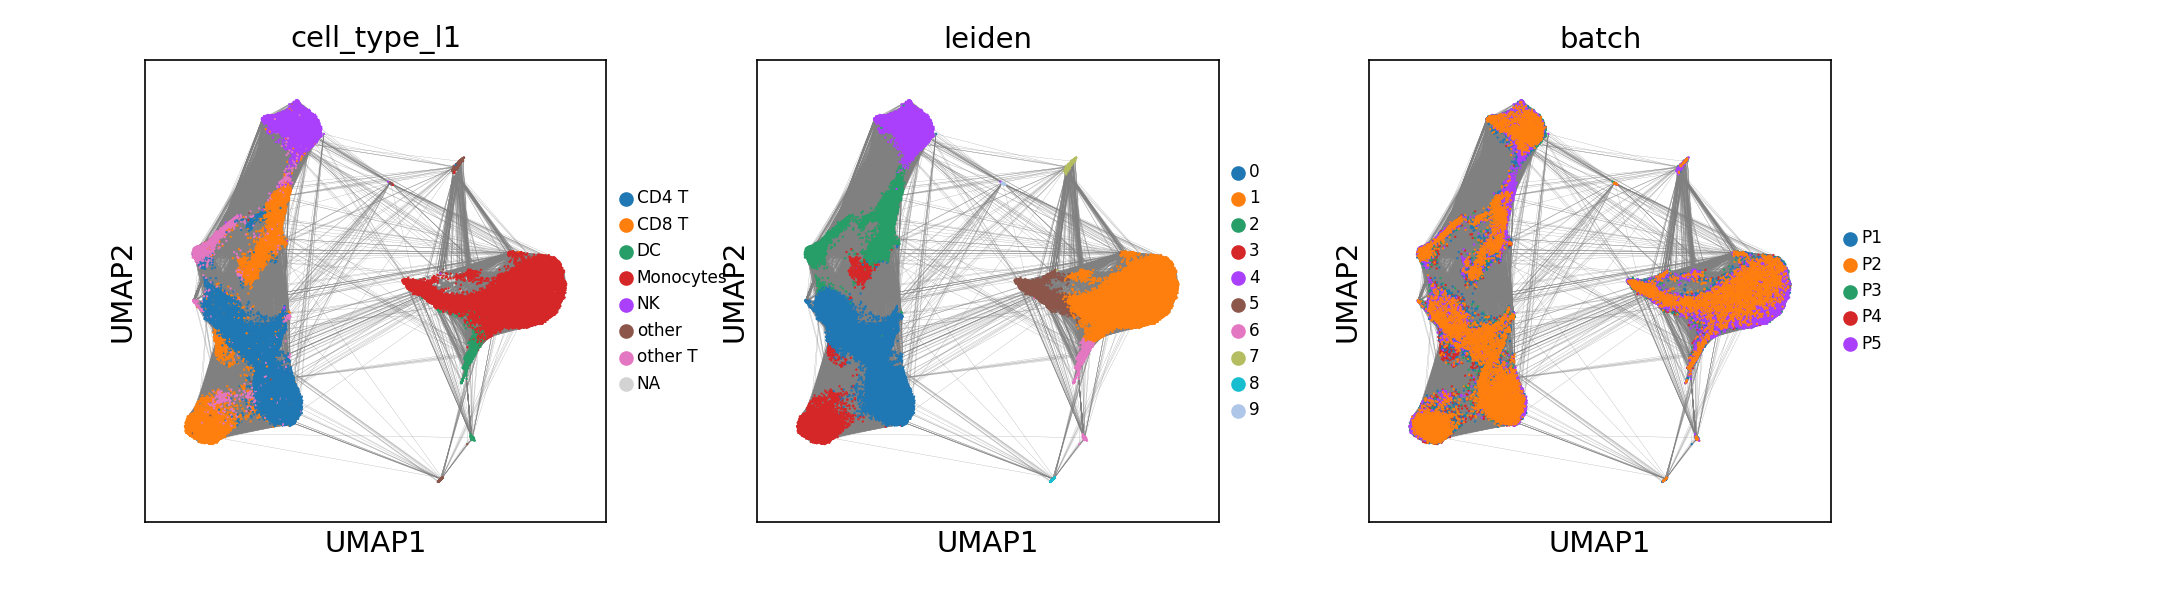 cell_type_l1
UMAP2
UMAP1
CD4 T
CD8 T
DC
Monocytes
NK
other
other T
NA
leiden
UMAP2
UMAP1
0
1
2
3
4
5
6
7
8
9
batch
UMAP2
UMAP1
P1
P2
P3
P4
P5